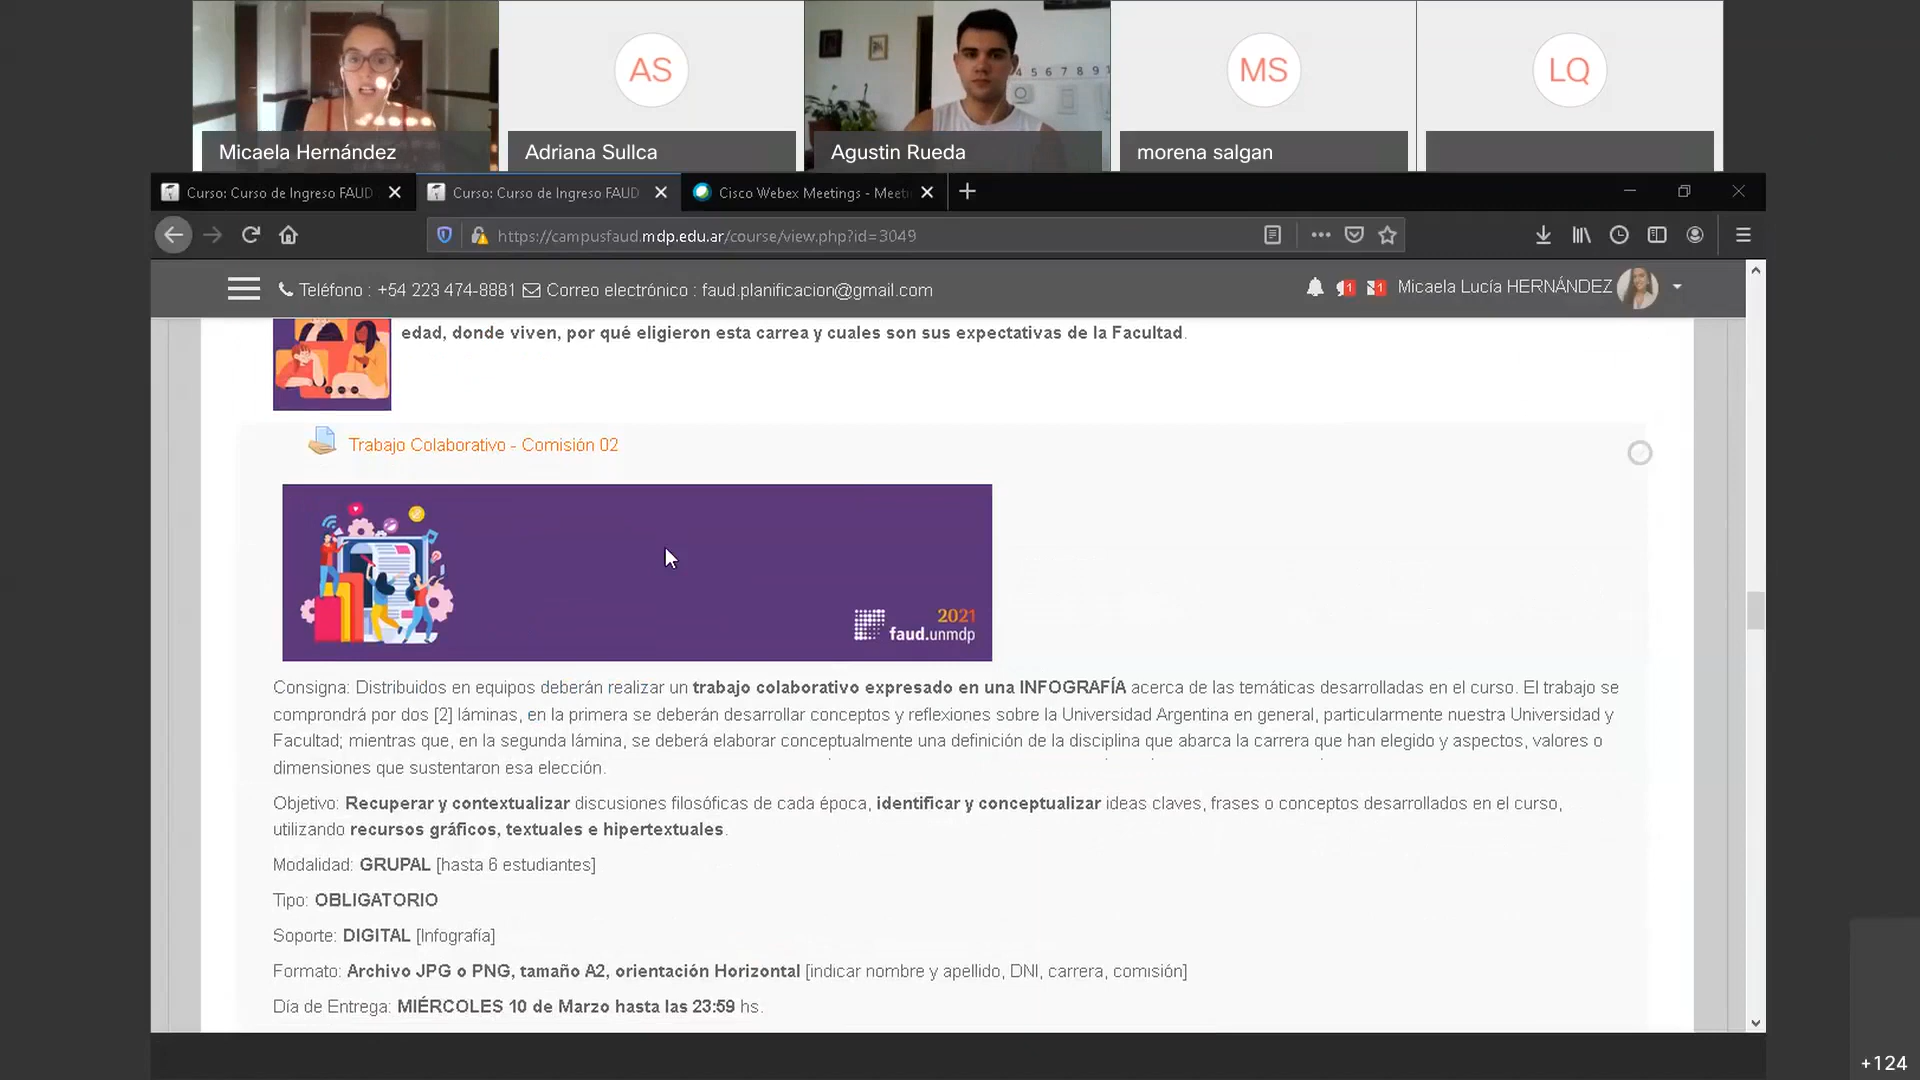 AS
MS
LQ
4 5 6 7 8 9 1
Micaela Hernández
Adriana Sullca
Agustin Rueda
morena salgan
Curso: Curso de Ingreso FAUD
Curso: Curso de Ingreso FAUD
Cisco Webex Meetings - Meet
https://campusfaud.mdp.edu.ar/course/view.php?id=3049
Teléfono : +54 223 474-8881 Correo electrónico : faud.planificacion@gmail.com
1
1
Micaela Lucía HERNÁNDEZ
edad, donde viven, por qué eligieron esta carrea y cuales son sus expectativas de la Facultad.
Trabajo Colaborativo - Comisión 02
2021
faud.unmdp
Consigna: Distribuidos en equipos deberán realizar un trabajo colaborativo expresado en una INFOGRAFÍA acerca de las temáticas desarrolladas en el curso. El trabajo se
comprondrá por dos [2] láminas, en la primera se deberán desarrollar conceptos y reflexiones sobre la Universidad Argentina en general, particularmente nuestra Universidad y
Facultad; mientras que, en la segunda lámina, se deberá elaborar conceptualmente una definición de la disciplina que abarca la carrera que han elegido y aspectos, valores o
dimensiones que sustentaron esa elección.
Objetivo: Recuperar y contextualizar discusiones filosóficas de cada época, identificar y conceptualizar ideas claves, frases o conceptos desarrollados en el curso,
utilizando recursos gráficos, textuales e hipertextuales.
Modalidad: GRUPAL [hasta 6 estudiantes]
Tipo: OBLIGATORIO
Soporte: DIGITAL [Infografía]
Formato: Archivo JPG o PNG, tamaño A2, orientación Horizontal [indicar nombre y apellido, DNI, carrera, comisión]
Día de Entrega: MIÉRCOLES 10 de Marzo hasta las 23:59 hs.
+124